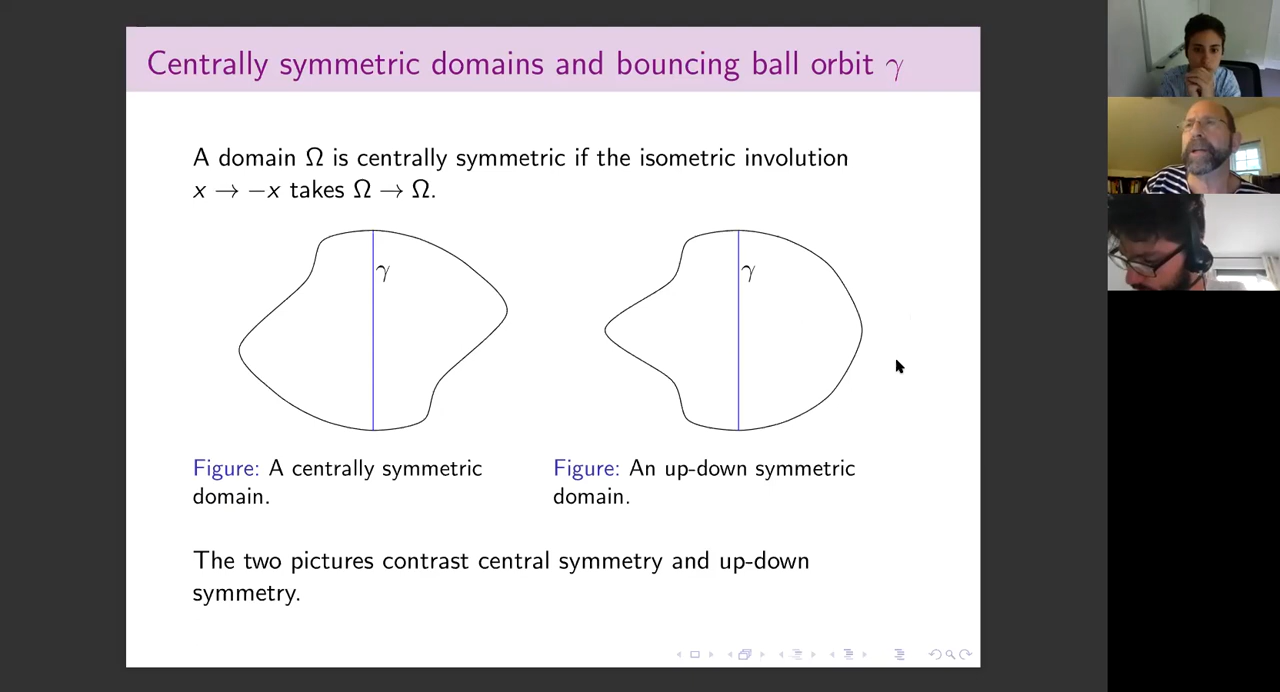 Centrally symmetric domains and bouncing ball orbit γ
A domain Ω is centrally symmetric if the isometric involution
x → −x takes Ω → Ω.
γ
γ
Figure: A centrally symmetric
domain.
Figure: An up-down symmetric
domain.
The two pictures contrast central symmetry and up-down
symmetry.